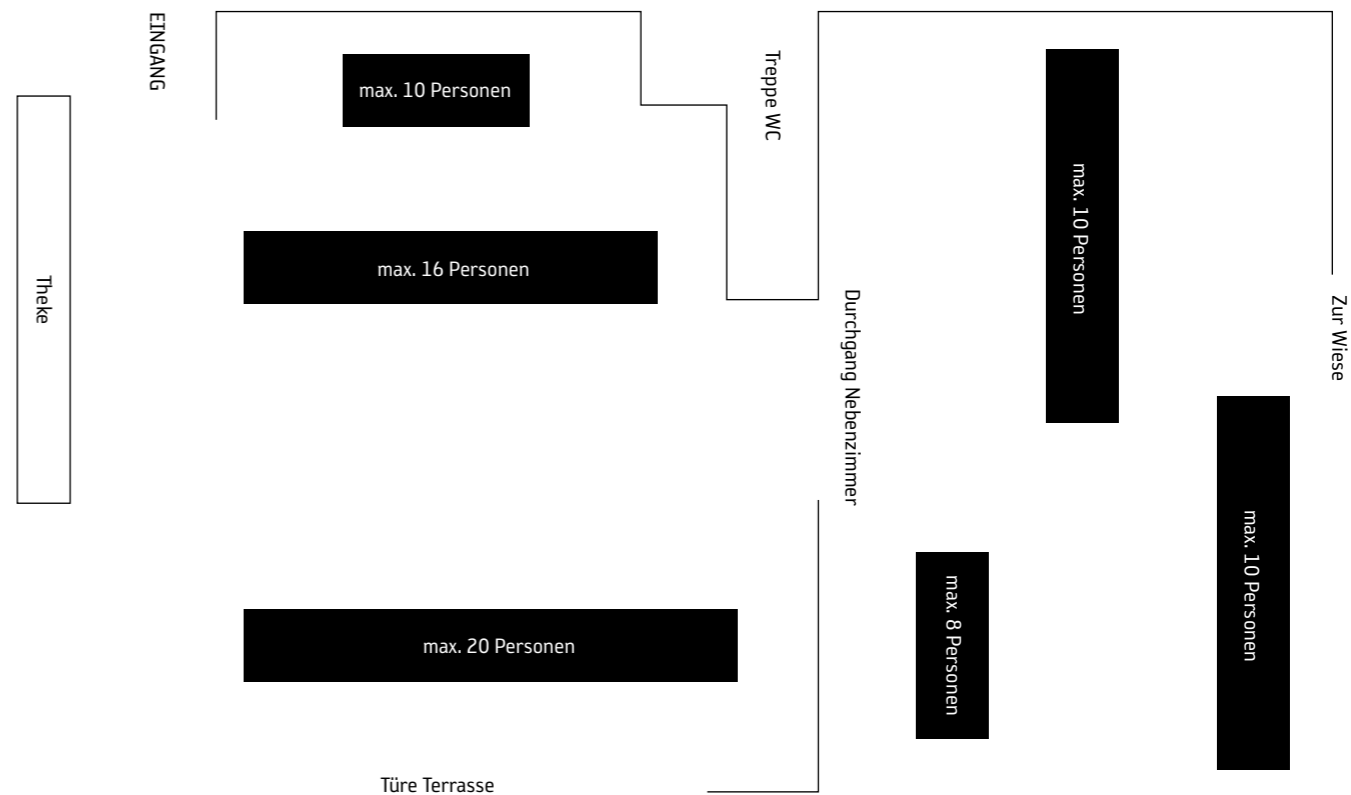 EINGANG
max. 10 Personen
Treppe WC
max. 10 Personen
max. 16 Personen
Theke
Durchgang Nebenzimmer
Zur Wiese
max. 10 Personen
max. 8 Personen
max. 20 Personen
Türe Terrasse